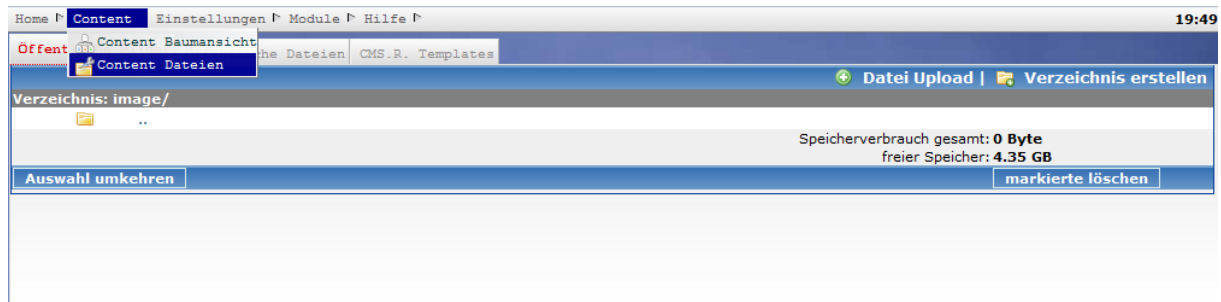 Home Content Einstellungen Module Hilfe 19:49
Content Baumansicht
Öffent he Dateien CMS.R. Templates
Content Dateien
Datei Upload | Verzeichnis erstellen
Verzeichnis: image/
..
Speicherverbrauch gesamt: 0 Byte
freier Speicher: 4.35 GB
Auswahl umkehren markierte löschen